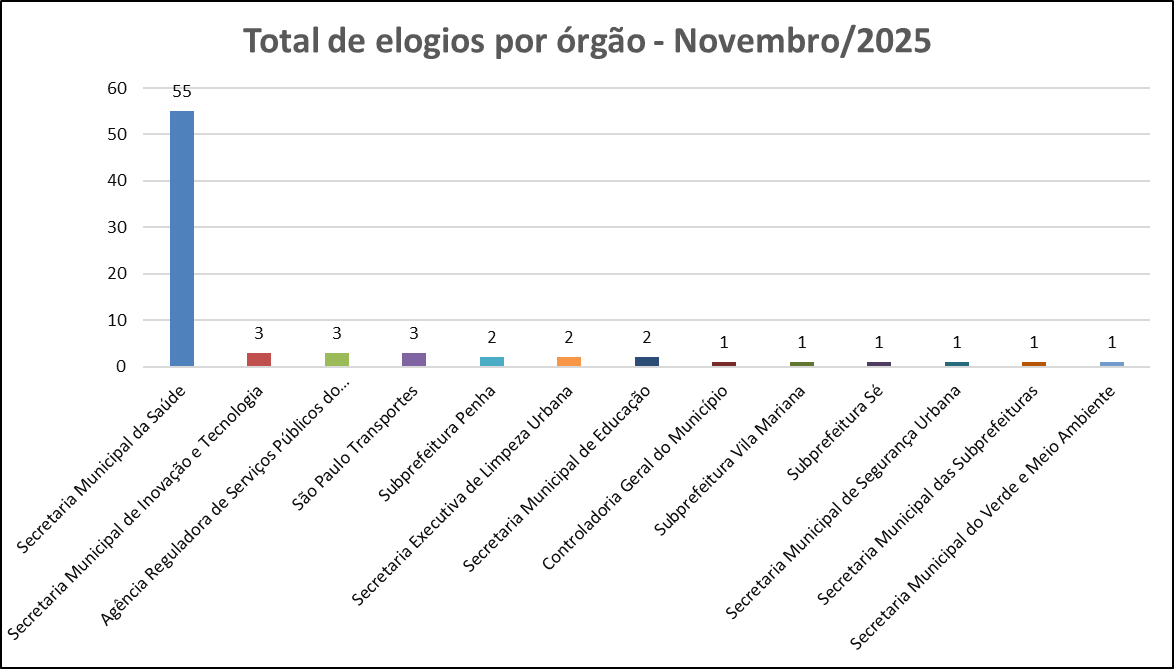 Total de elogios por órgão - Novembro/2025
60
50
40
30
20
10
0
55
3
3
3
2
2
2
1
1
1
1
1
1
Secretaria Municipal da Saúde
Secretaria Municipal de Inovação e Tecnologia
Agência Reguladora de Serviços Públicos do...
São Paulo Transportes
Subprefeitura Penha
Secretaria Executiva de Limpeza Urbana
Secretaria Municipal de Educação
Controladoria Geral do Município
Subprefeitura Vila Mariana
Subprefeitura Sé
Secretaria Municipal de Segurança Urbana
Secretaria Municipal das Subprefeituras
Secretaria Municipal do Verde e Meio Ambiente